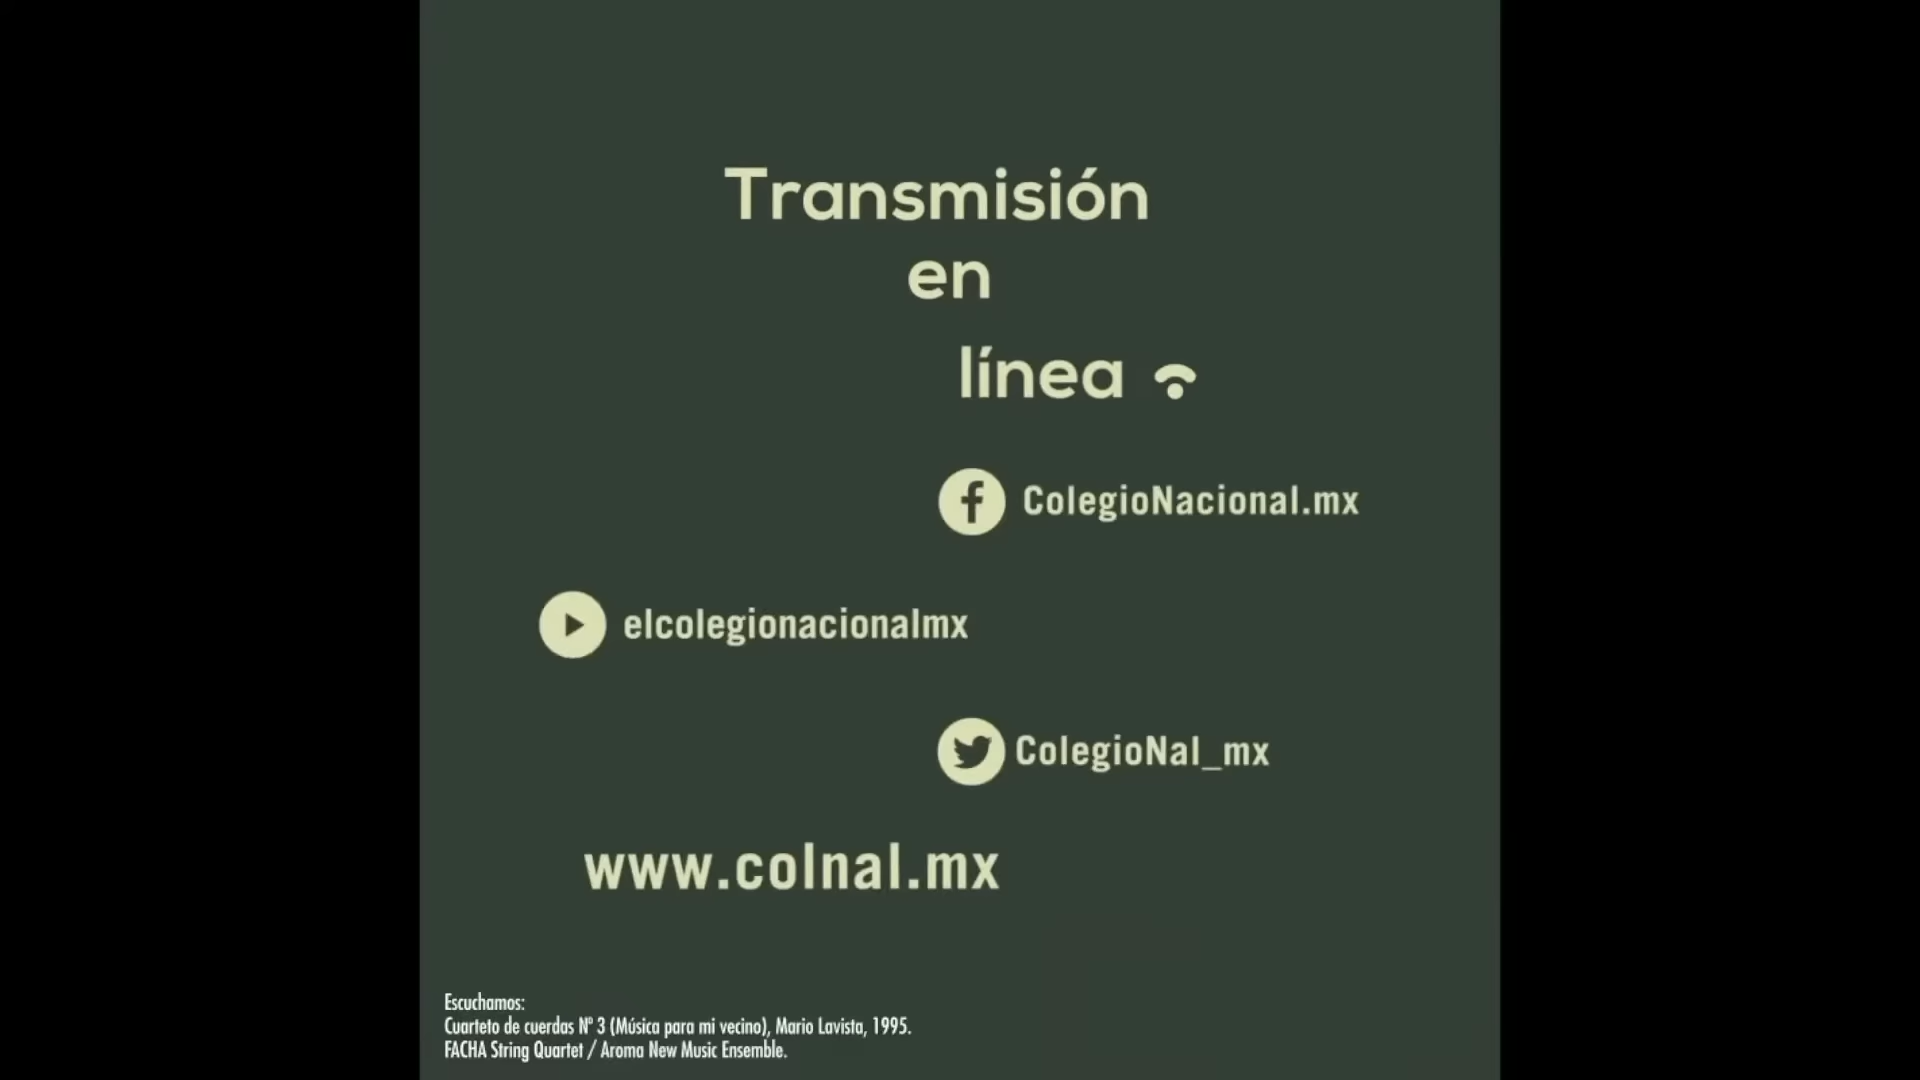 Transmisión
en
línea
ColegioNacional.mx
elcolegionacionalmx
ColegioNal_mx
www.colnal.mx
Escuchamos:
Cuarteto de cuerdas Nº 3 (Música para mi vecino), Mario Lavista, 1995.
FACHA String Quartet / Aroma New Music Ensemble.